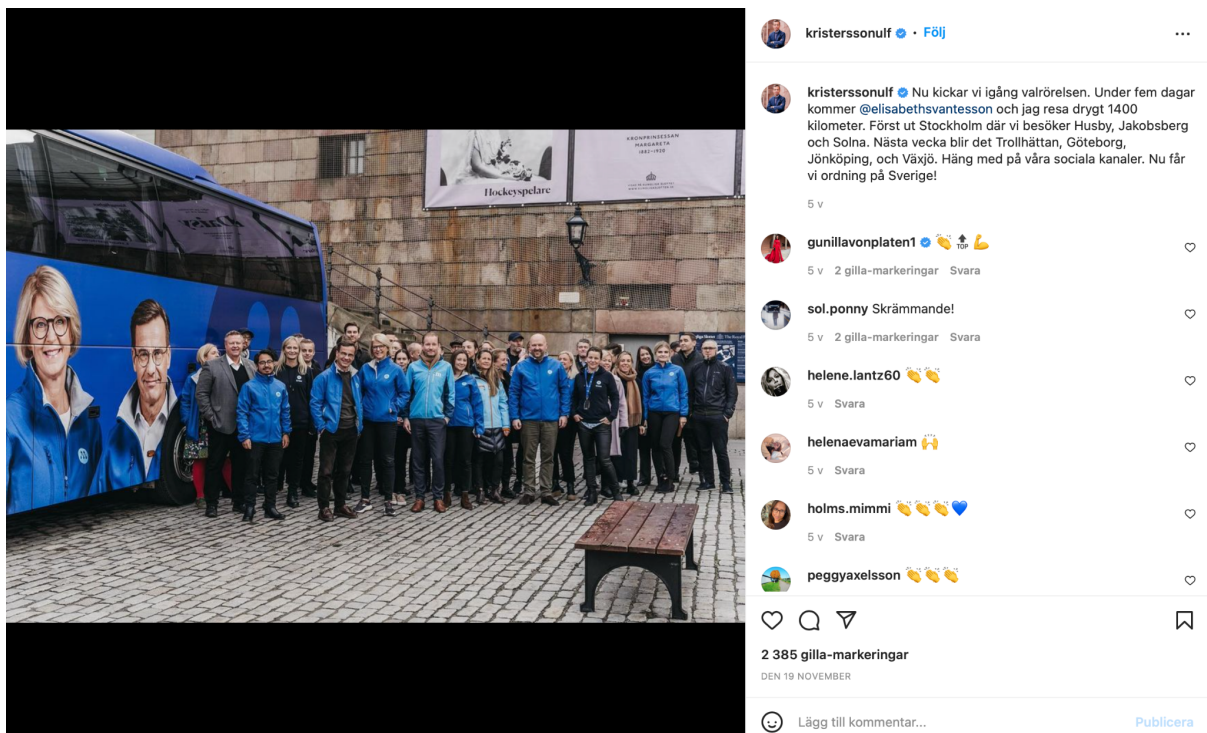 KRONPRINSESSAN
MARGARETA
1882–1920
Hockeyspelare
Daisy
kristerssonulf • Följ
kristerssonulf Nu kickar vi igång valrörelsen. Under fem dagar
kommer @elisabethsvantesson och jag resa drygt 1400
kilometer. Först ut Stockholm där vi besöker Husby, Jakobsberg
och Solna. Nästa vecka blir det Trollhättan, Göteborg,
Jönköping, och Växjö. Häng med på våra sociala kanaler. Nu får
vi ordning på Sverige!
5 v
gunillavonplaten1 👏🔝💪
5 v 2 gilla-markeringar Svara
sol.ponny Skrämmande!
5 v 2 gilla-markeringar Svara
helene.lantz60 👏👏
5 v Svara
helenaevamariam 🙌
5 v Svara
holms.mimmi 👏👏👏💙
5 v Svara
peggyaxelsson 👏👏👏
2 385 gilla-markeringar
DEN 19 NOVEMBER
Lägg till kommentar...
Publicera